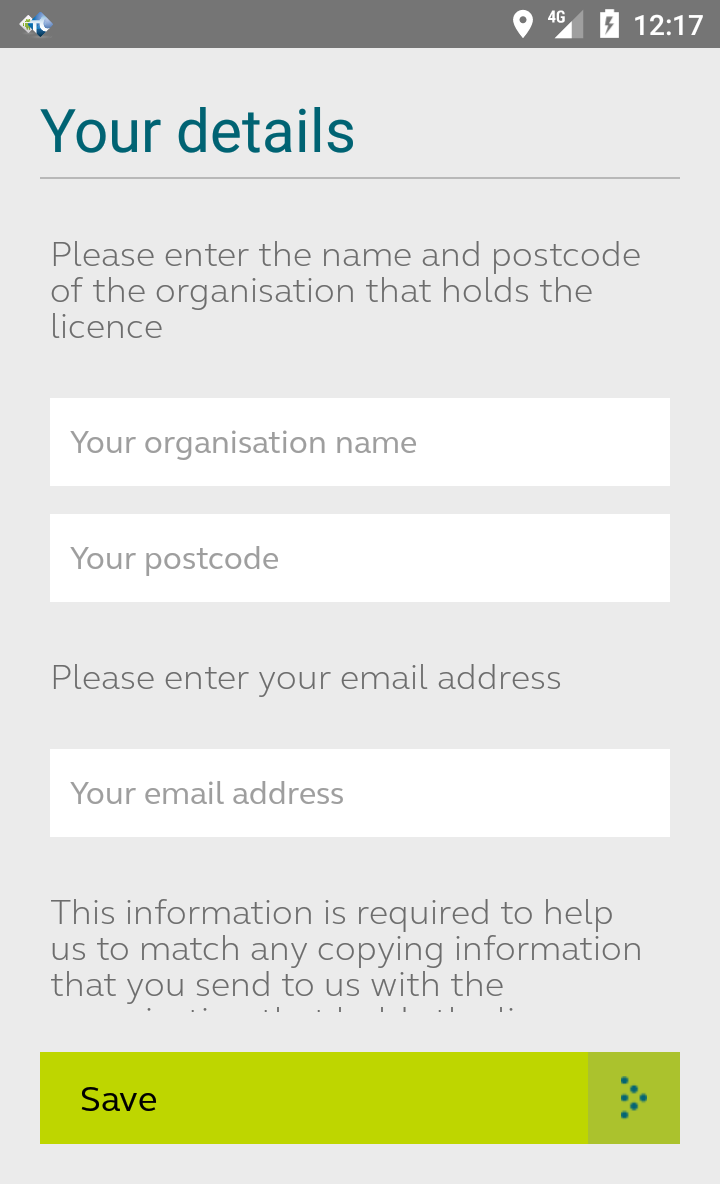 4G 12:17
Your details
Please enter the name and postcode
of the organisation that holds the
licence
Your organisation name
Your postcode
Please enter your email address
Your email address
This information is required to help
us to match any copying information
that you send to us with the
Save